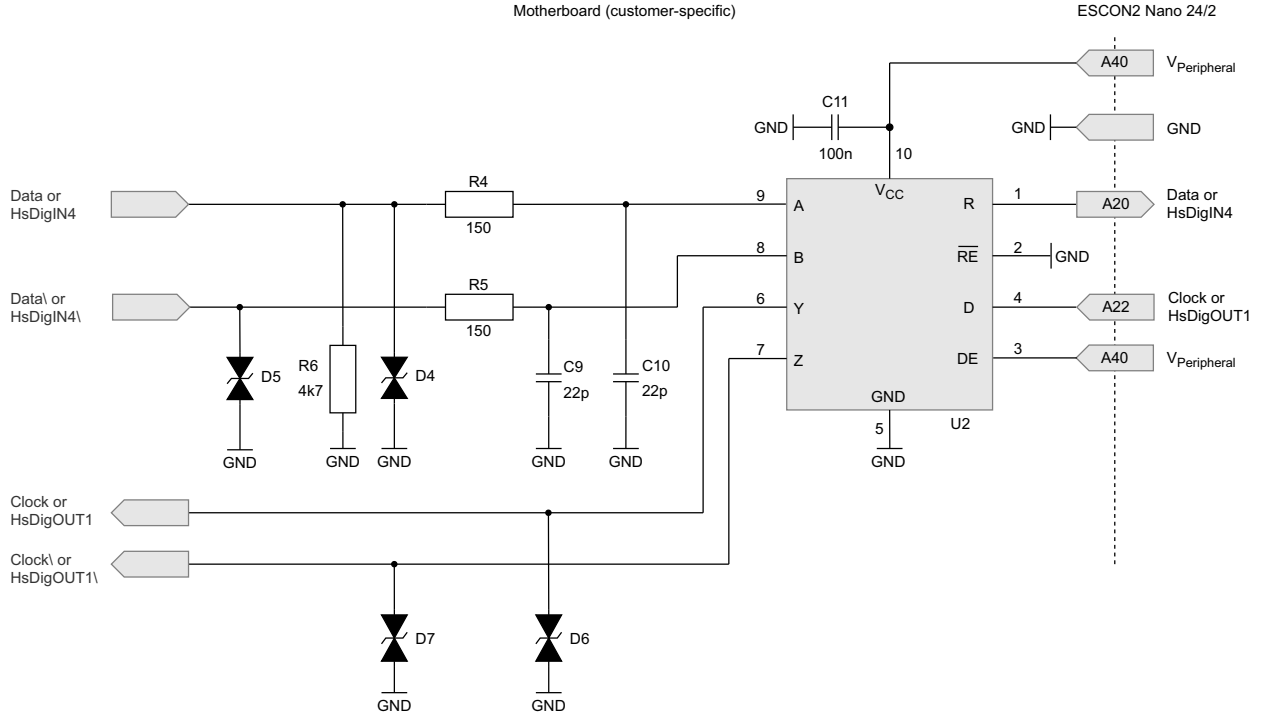 Motherboard (customer-specific)
ESCON2 Nano 24/2
A40
VPeripheral
C11
GND
100n
10
GND
GND
Data or
HsDigIN4
R4
150
9
A
VCC
R
1
A20
Data or
HsDigIN4
8
B
RE
2
GND
Data\ or
HsDigIN4\
R5
150
6
Y
D
4
A22
Clock or
HsDigOUT1
7
Z
DE
3
A40
VPeripheral
D5
R6
4k7
D4
C9
22p
C10
22p
GND
U2
5
GND
GND
GND
GND
GND
GND
Clock or
HsDigOUT1
Clock\ or
HsDigOUT1\
D7
D6
GND
GND